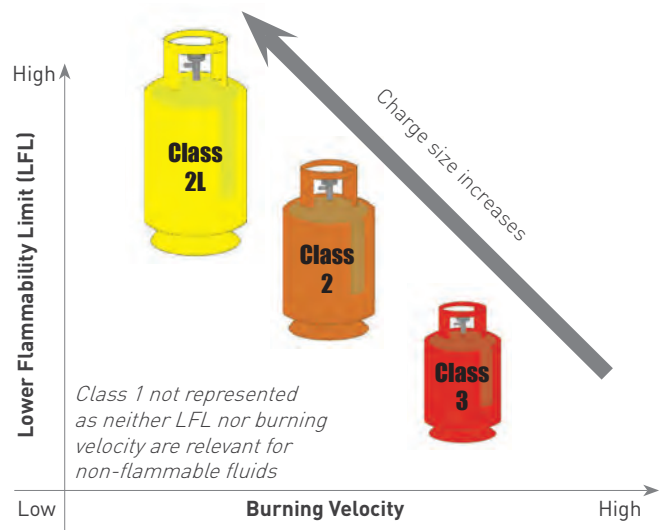 High
Lower Flammability Limit (LFL)
Class
2L
Charge size increases
Class
2
Class
3
Class 1 not represented
as neither LFL nor burning
velocity are relevant for
non-flammable fluids
Low
Burning Velocity
High